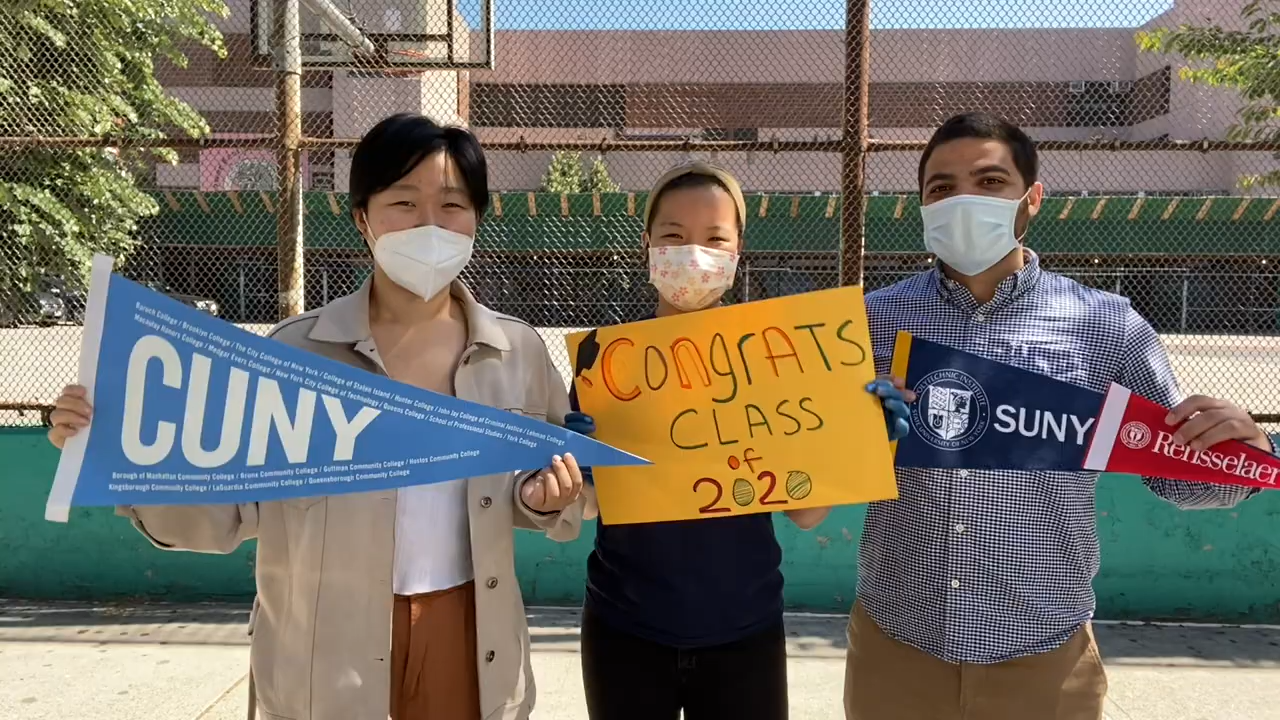 Baruch College / Brooklyn College / The City College of New York / College of Staten Island / Hunter College / John Jay College of Criminal Justice / Lehman College
Macaulay Honors College / Medgar Evers College / New York City College of Technology / Queens College / School of Professional Studies / York College
CUNY
Borough of Manhattan Community College / Bronx Community College / Guttman Community College / Hostos Community College
Kingsborough Community College / LaGuardia Community College / Queensborough Community College
CONgrATS
CLASS
of
2020
SUNY
Rensselaer